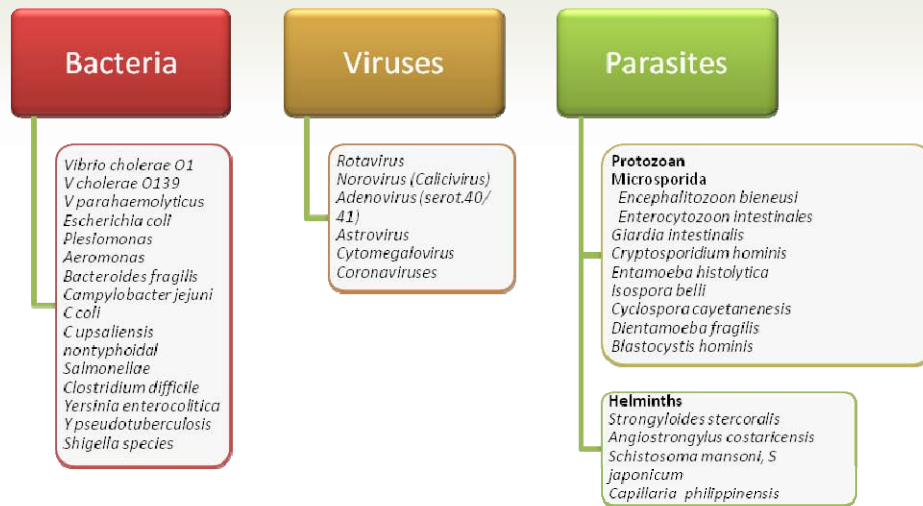 Bacteria
Vibrio cholerae O1
V cholerae O139
V parahaemolyticus
Escherichia coli
Plesiomonas
Aeromonas
Bacteroides fragilis
Campylobacter jejuni
C coli
C upsaliensis
nontyphoidal
Salmonellae
Clostridium difficile
Yersinia enterocolitica
Y pseudotuberculosis
Shigella species
Viruses
Rotavirus
Norovirus (Calicivirus)
Adenovirus (serot.40/
41)
Astrovirus
Cytomegalovirus
Coronaviruses
Parasites
Protozoan
Microsporida
Encephalitozoon bieneusi
Enterocytozoon intestinales
Giardia intestinalis
Cryptosporidium hominis
Entamoeba histolytica
Isospora belli
Cyclospora cayetanenesis
Dientamoeba fragilis
Blastocystis hominis
Helminths
Strongyloides stercoralis
Angiostrongylus costaricensis
Schistosoma mansoni, S
japonicum
Capillaria philippinensis